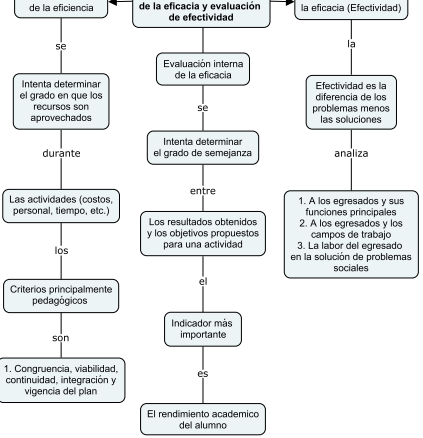 de la eficiencia
de la eficacia y evaluación
de efectividad
la eficacia (Efectividad)
se
Intenta determinar
el grado en que los
recursos son
aprovechados
durante
Las actividades (costos,
personal, tiempo, etc.)
los
Criterios principalmente
pedagógicos
son
1. Congruencia, viabilidad,
continuidad, integración y
vigencia del plan
Evaluación interna
de la eficacia
se
Intenta determinar
el grado de semejanza
entre
Los resultados obtenidos
y los objetivos propuestos
para una actividad
el
Indicador más
importante
es
El rendimiento academico
del alumno
la
Efectividad es la
diferencia de los
problemas menos
las soluciones
analiza
1. A los egresados y sus
funciones principales
2. A los egresados y los
campos de trabajo
3. La labor del egresado
en la solución de problemas
sociales